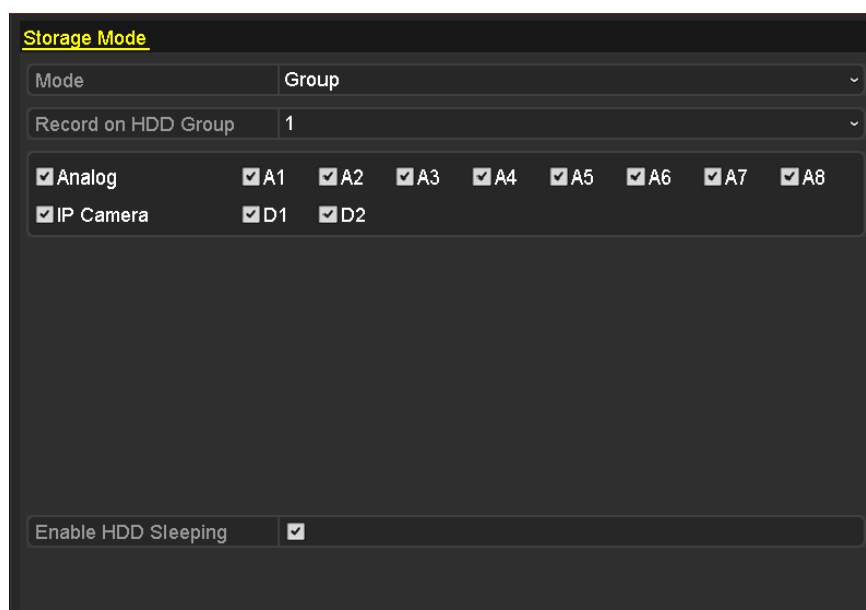 Storage Mode
Mode Group
Record on HDD Group 1
Analog A1 A2 A3 A4 A5 A6 A7 A8
IP Camera D1 D2
Enable HDD Sleeping